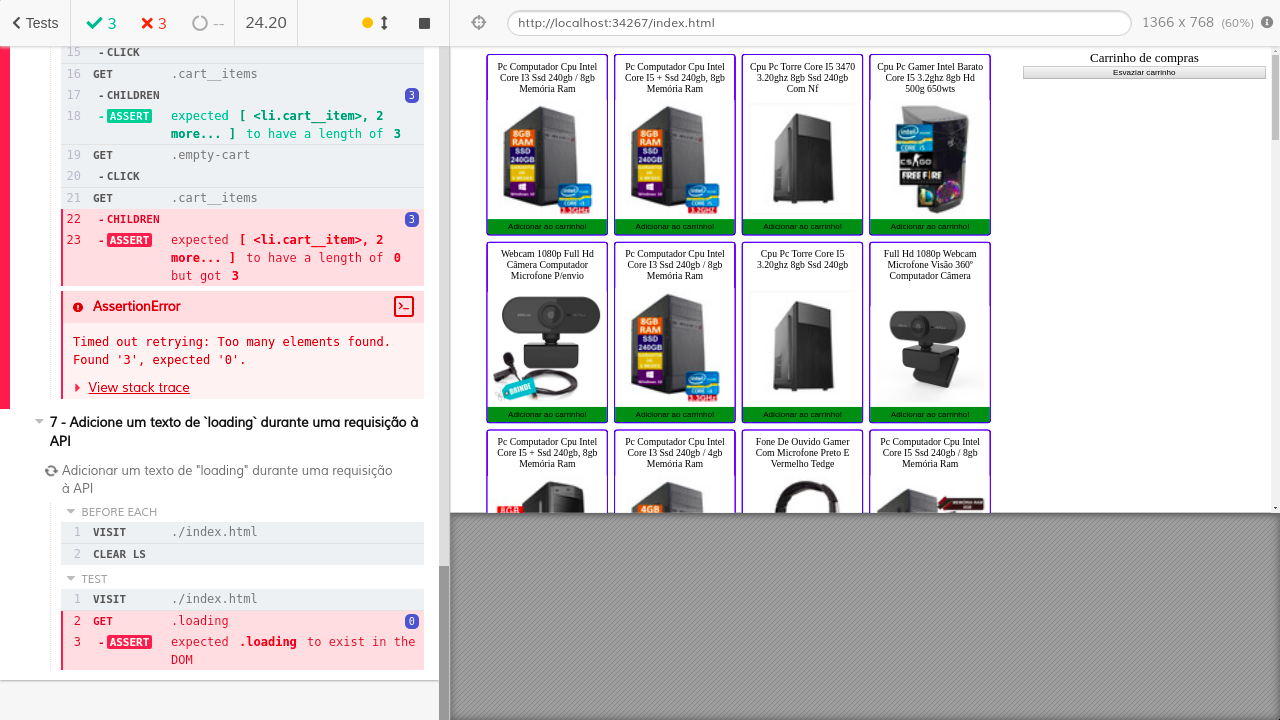 Tests
3
3
--
24.20
http://localhost:34267/index.html
1366 x 768 (60%)
15 - CLICK
16 GET .cart__items
17 - CHILDREN 3
18 - ASSERT expected [ <li.cart__item>, 2
more... ] to have a length of 3
19 GET .empty-cart
20 - CLICK
21 GET .cart__items
22 - CHILDREN 3
23 - ASSERT expected [ <li.cart__item>, 2
more... ] to have a length of 0
but got 3
AssertionError
Timed out retrying: Too many elements found.
Found '3', expected '0'.
View stack trace
7 - Adicione um texto de `loading` durante uma requisição à
API
Adicionar um texto de "loading" durante uma requisição
à API
BEFORE EACH
1 VISIT ./index.html
2 CLEAR LS
TEST
1 VISIT ./index.html
2 GET .loading 0
3 - ASSERT expected .loading to exist in the
DOM
Pc Computador Cpu Intel
Core I3 Ssd 240gb / 8gb
Memória Ram
8GB
RAM
SSD
240GB
Adicionar ao carrinho!
Pc Computador Cpu Intel
Core I5 + Ssd 240gb, 8gb
Memória Ram
8GB
RAM
SSD
240GB
Adicionar ao carrinho!
Cpu Pc Torre Core I5 3470
3.20ghz 8gb Ssd 240gb
Com Nf
Adicionar ao carrinho!
Cpu Pc Gamer Intel Barato
Core I5 3.2ghz 8gb Hd
500g 650wts
intel
CORE i5
CS:GO
FREE FIRE
Adicionar ao carrinho!
Webcam 1080p Full Hd
Câmera Computador
Microfone P/envio
BRINDE
Adicionar ao carrinho!
Pc Computador Cpu Intel
Core I3 Ssd 240gb / 8gb
Memória Ram
8GB
RAM
SSD
240GB
Adicionar ao carrinho!
Cpu Pc Torre Core I5
3.20ghz 8gb Ssd 240gb
Adicionar ao carrinho!
Full Hd 1080p Webcam
Microfone Visão 360º
Computador Câmera
Adicionar ao carrinho!
Pc Computador Cpu Intel
Core I5 + Ssd 240gb, 8gb
Memória Ram
8GB
Pc Computador Cpu Intel
Core I3 Ssd 240gb / 4gb
Memória Ram
4GB
Fone De Ouvido Gamer
Com Microfone Preto E
Vermelho Tedge
Pc Computador Cpu Intel
Core I5 Ssd 240gb / 8gb
Memória Ram
Carrinho de compras
Esvaziar carrinho